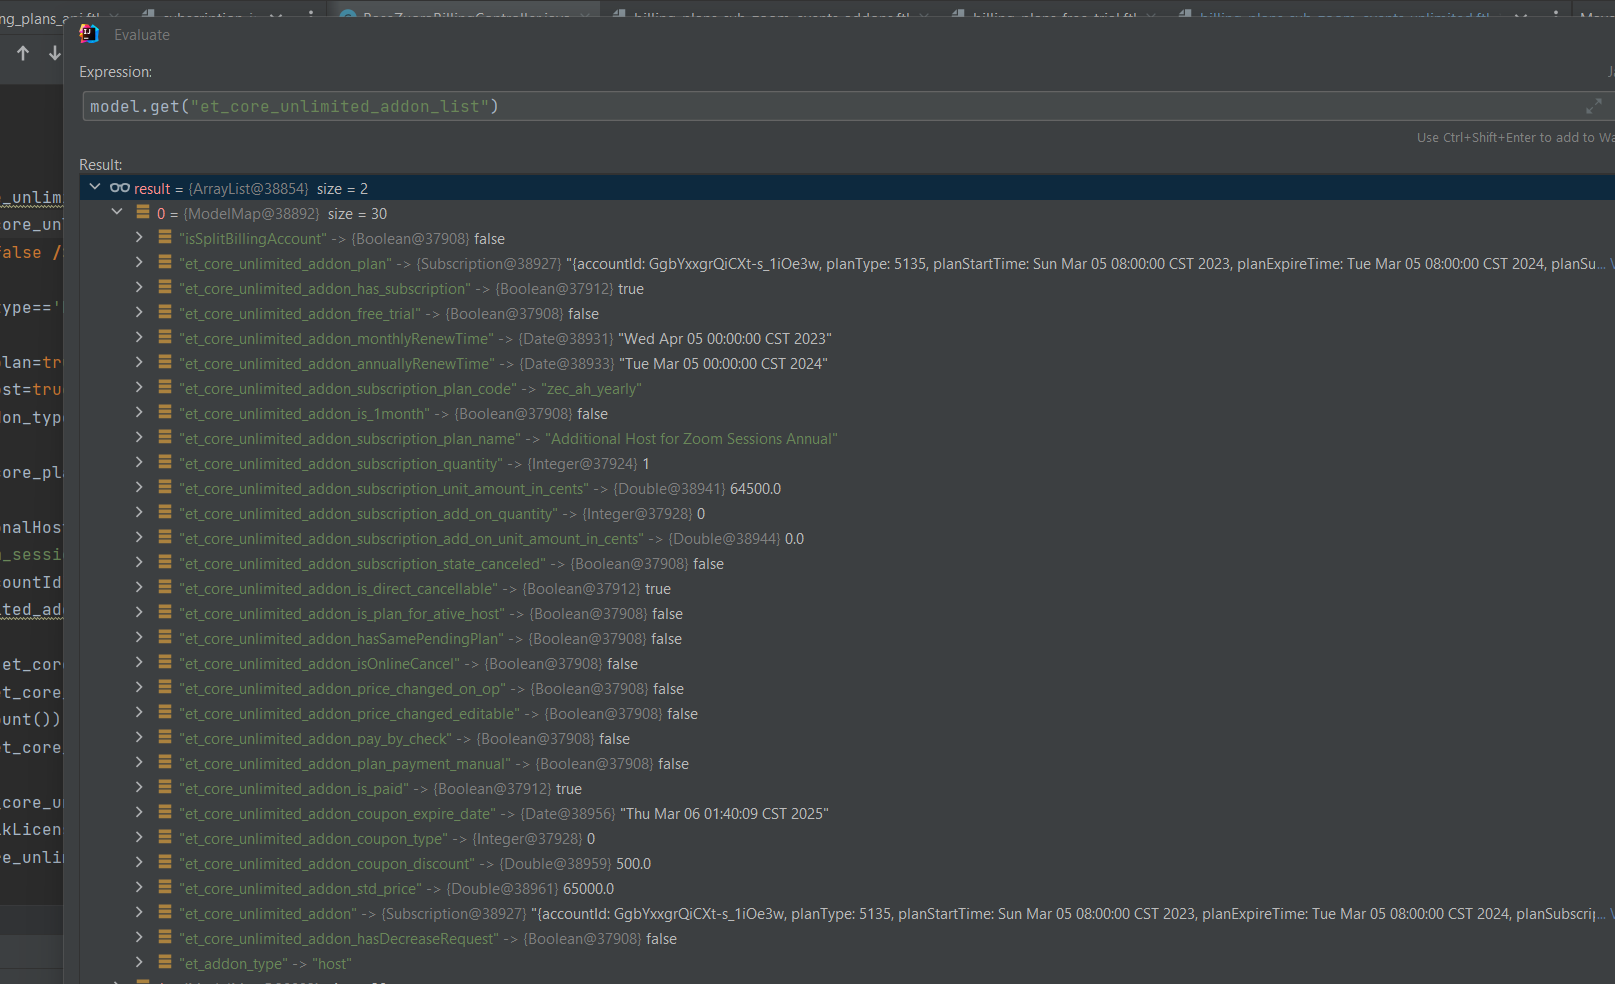 Evaluate
Expression:
model.get("et_core_unlimited_addon_list")
Use Ctrl+Shift+Enter to add to Wa
Result:
result = {ArrayList@38854} size = 2
0 = {ModelMap@38892} size = 30
"isSplitBillingAccount" -> {Boolean@37908} false
"et_core_unlimited_addon_plan" -> {Subscription@38927} "{accountId: GgbYxxgrQiCXt-s_1iOe3w, planType: 5135, planStartTime: Sun Mar 05 08:00:00 CST 2023, planExpireTime: Tue Mar 05 08:00:00 CST 2024, planSu...
"et_core_unlimited_addon_has_subscription" -> {Boolean@37912} true
"et_core_unlimited_addon_free_trial" -> {Boolean@37908} false
"et_core_unlimited_addon_monthlyRenewTime" -> {Date@38931} "Wed Apr 05 00:00:00 CST 2023"
"et_core_unlimited_addon_annuallyRenewTime" -> {Date@38933} "Tue Mar 05 00:00:00 CST 2024"
"et_core_unlimited_addon_subscription_plan_code" -> "zec_ah_yearly"
"et_core_unlimited_addon_is_1month" -> {Boolean@37908} false
"et_core_unlimited_addon_subscription_plan_name" -> "Additional Host for Zoom Sessions Annual"
"et_core_unlimited_addon_subscription_quantity" -> {Integer@37924} 1
"et_core_unlimited_addon_subscription_unit_amount_in_cents" -> {Double@38941} 64500.0
"et_core_unlimited_addon_subscription_add_on_quantity" -> {Integer@37928} 0
"et_core_unlimited_addon_subscription_add_on_unit_amount_in_cents" -> {Double@38944} 0.0
"et_core_unlimited_addon_subscription_state_canceled" -> {Boolean@37908} false
"et_core_unlimited_addon_is_direct_cancellable" -> {Boolean@37912} true
"et_core_unlimited_addon_is_plan_for_ative_host" -> {Boolean@37908} false
"et_core_unlimited_addon_hasSamePendingPlan" -> {Boolean@37908} false
"et_core_unlimited_addon_isOnlineCancel" -> {Boolean@37908} false
"et_core_unlimited_addon_price_changed_on_op" -> {Boolean@37908} false
"et_core_unlimited_addon_price_changed_editable" -> {Boolean@37908} false
"et_core_unlimited_addon_pay_by_check" -> {Boolean@37908} false
"et_core_unlimited_addon_plan_payment_manual" -> {Boolean@37908} false
"et_core_unlimited_addon_is_paid" -> {Boolean@37912} true
"et_core_unlimited_addon_coupon_expire_date" -> {Date@38956} "Thu Mar 06 01:40:09 CST 2025"
"et_core_unlimited_addon_coupon_type" -> {Integer@37928} 0
"et_core_unlimited_addon_coupon_discount" -> {Double@38959} 500.0
"et_core_unlimited_addon_std_price" -> {Double@38961} 65000.0
"et_core_unlimited_addon" -> {Subscription@38927} "{accountId: GgbYxxgrQiCXt-s_1iOe3w, planType: 5135, planStartTime: Sun Mar 05 08:00:00 CST 2023, planExpireTime: Tue Mar 05 08:00:00 CST 2024, planSubscrip...
"et_core_unlimited_addon_hasDecreaseRequest" -> {Boolean@37908} false
"et_addon_type" -> "host"